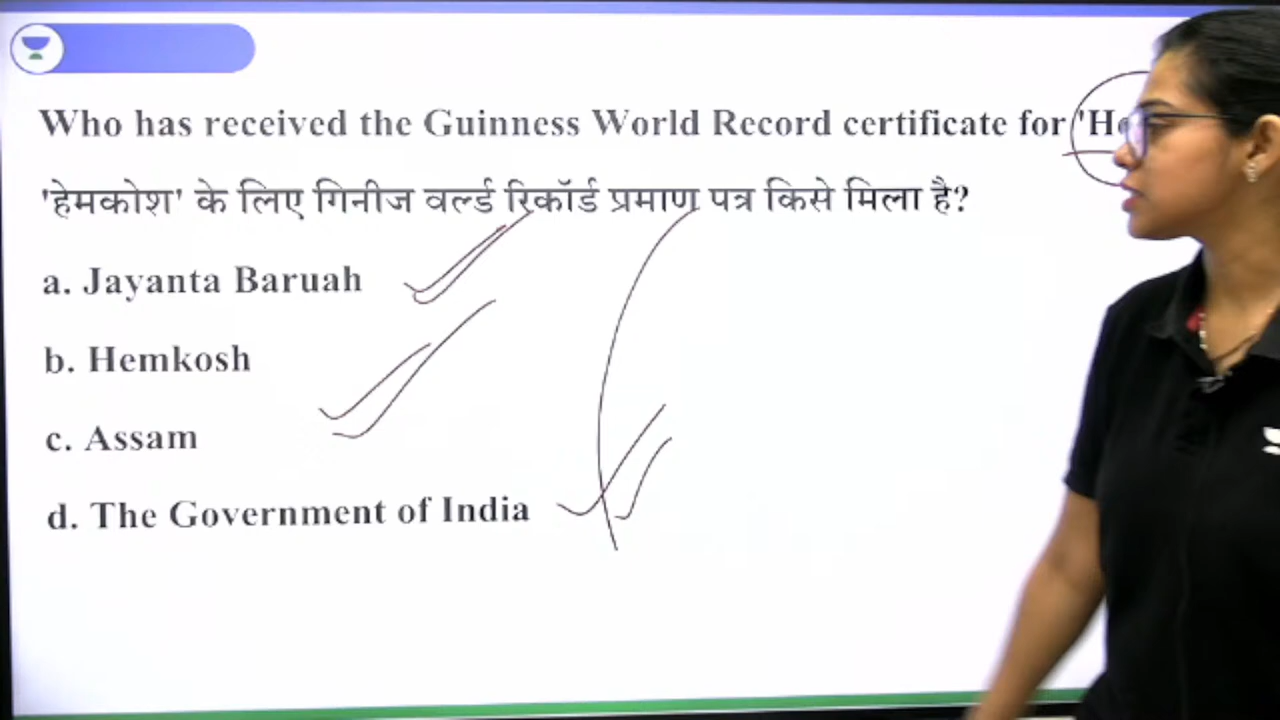 Who has received the Guinness World Record certificate for
'हेमकोश' के लिए गिनीज वर्ल्ड रिकॉर्ड प्रमाण पत्र किसे मिला है?
a. Jayanta Baruah
b. Hemkosh
c. Assam
d. The Government of India